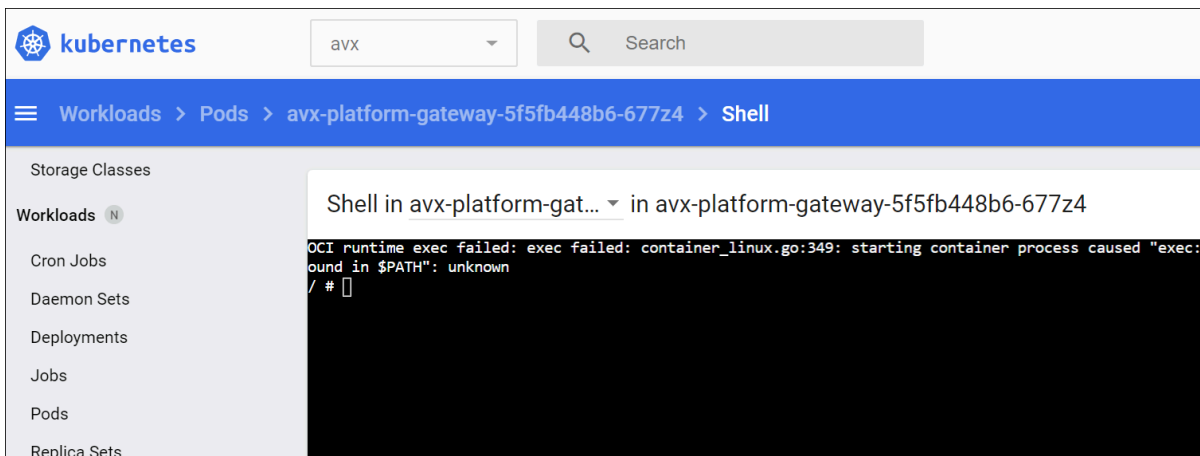 kubernetes
avx
Search
Workloads > Pods > avx-platform-gateway-5f5fb448b6-677z4 > Shell
Storage Classes
Workloads N
Cron Jobs
Daemon Sets
Deployments
Jobs
Pods
Replica Sets
Shell in avx-platform-gat... in avx-platform-gateway-5f5fb448b6-677z4
OCI runtime exec failed: exec failed: container_linux.go:349: starting container process caused "exec:
ound in $PATH": unknown
/ #